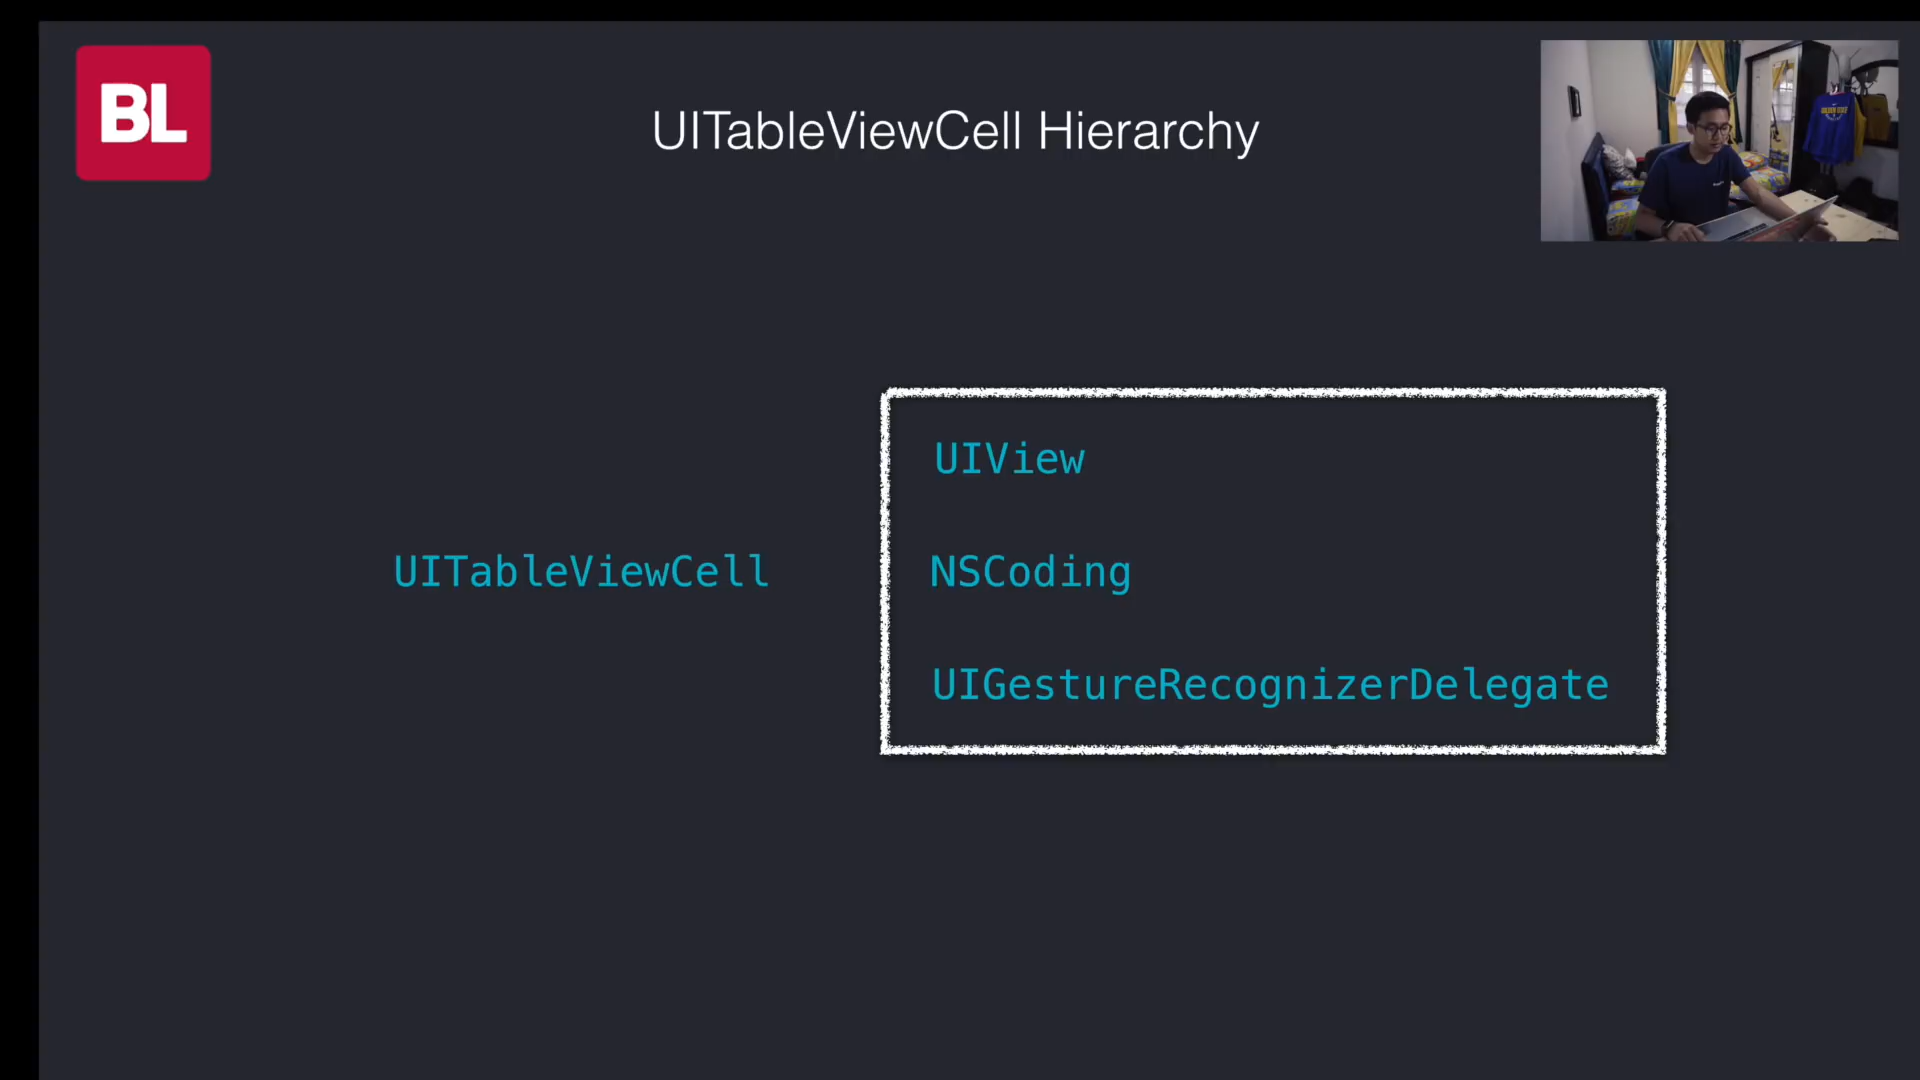 BL
UITableViewCell Hierarchy
UIView
UITableViewCell
NSCoding
UIGestureRecognizerDelegate